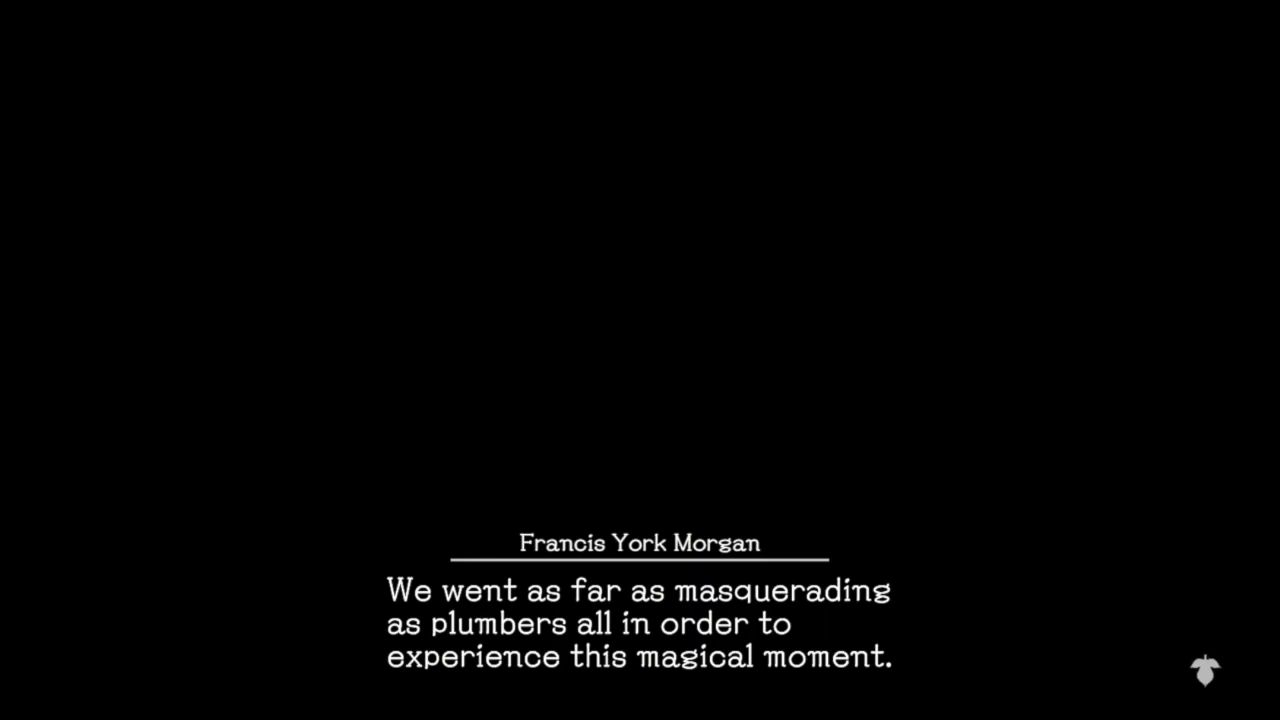 Francis York Morgan
We went as far as masquerading
as plumbers all in order to
experience this magical moment.